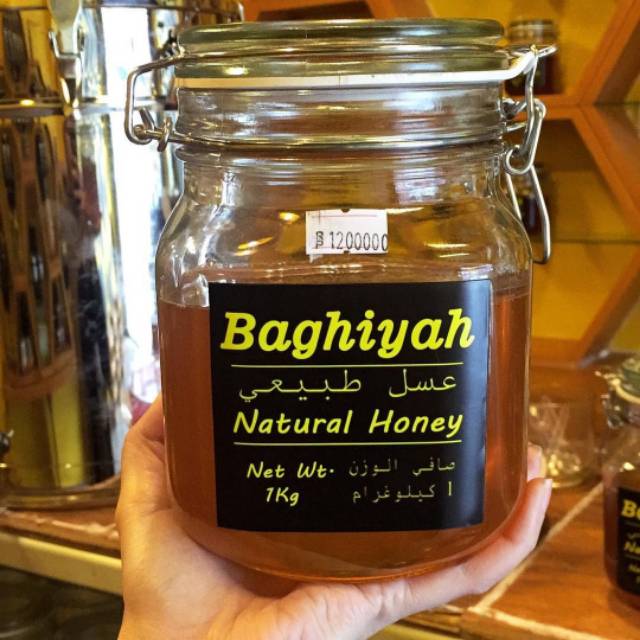 ฿ 1200000
Baghiyah
عسل طبيعي
Natural Honey
Net Wt. صافي الوزن
1Kg 1 كيلوغرام